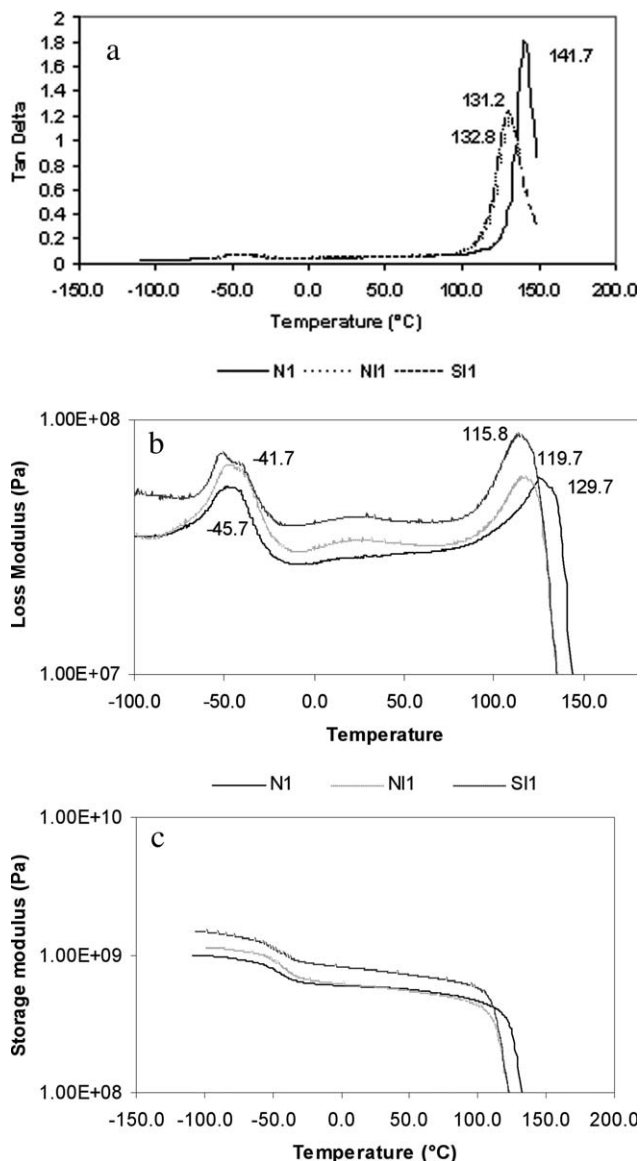 a
2
1.8
1.6
1.4
1.2
1
0.8
0.6
0.4
0.2
0
Tan Delta
141.7
131.2
132.8
-150.0 -100.0 -50.0 0.0 50.0 100.0 150.0 200.0
Temperature (°C)
N1 NI1 SI1
1.00E+08
b
-41.7
-45.7
115.8
119.7
129.7
Loss Modulus (Pa)
1.00E+07
-100.0 -50.0 0.0 50.0 100.0 150.0
Temperature
N1 NI1 SI1
1.00E+10
c
Storage modulus (Pa)
1.00E+09
1.00E+08
-150.0 -100.0 -50.0 0.0 50.0 100.0 150.0 200.0
Temperature (°C)